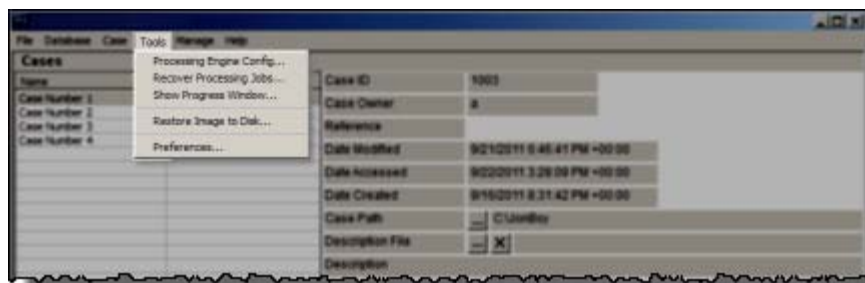 File Database Case Tools Manage Help
Cases
Processing Engine Config...
Recover Processing Jobs...
Show Progress Window...
Restore Image to Disk...
Preferences...
Name
Case Number 1
Case Number 2
Case Number 3
Case Number 4
Case ID 1003
Case Owner a
Reference
Date Modified 9/21/2011 6:46:41 PM +00:00
Date Accessed 9/22/2011 3:28:09 PM +00:00
Date Created 9/16/2011 8:31:42 PM +00:00
Case Path ... C:\JonBoy
Description File ... X
Description